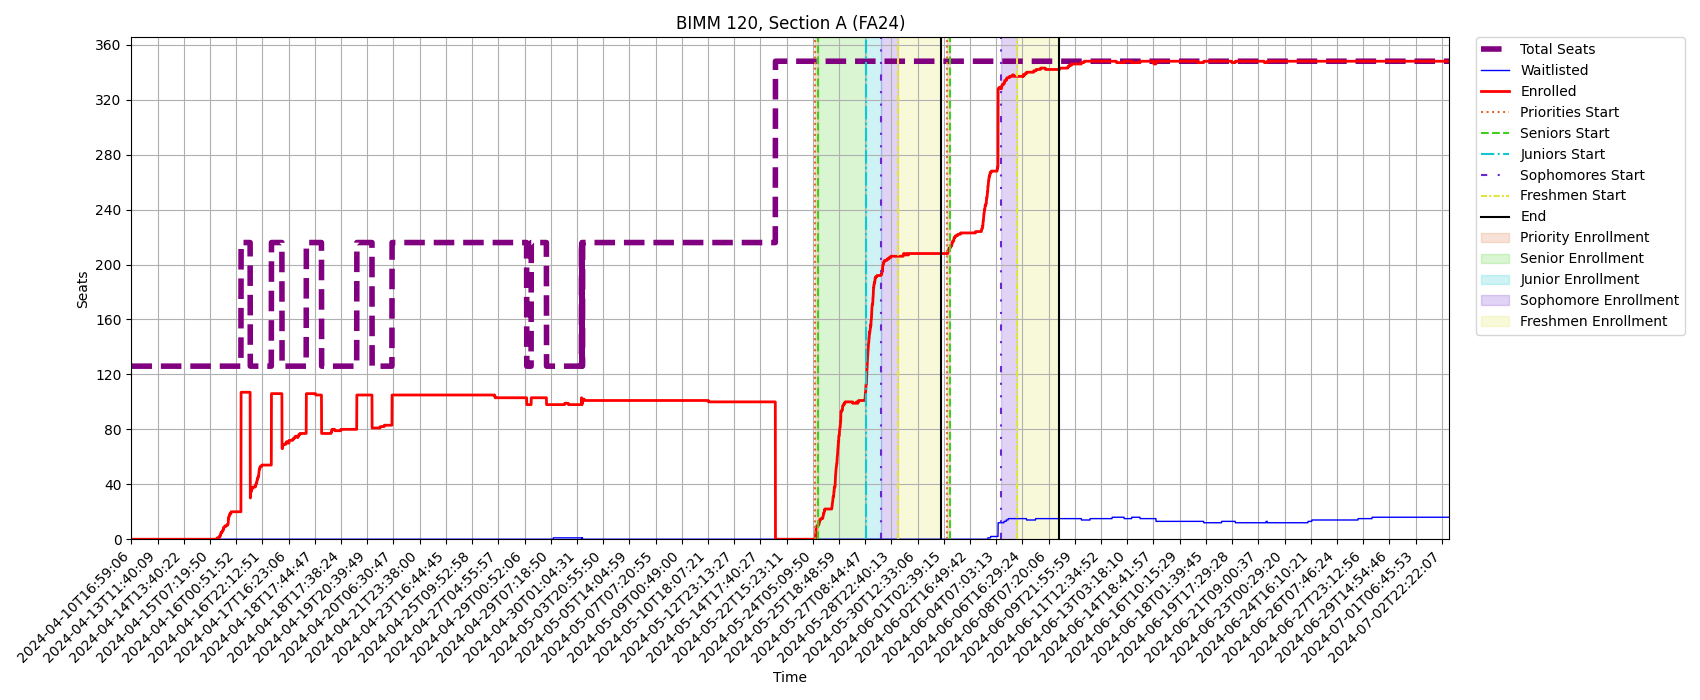 BIMM 120, Section A (FA24)
Seats
360
320
280
240
200
160
120
80
40
0
Total Seats
Waitlisted
Enrolled
Priorities Start
Seniors Start
Juniors Start
Sophomores Start
Freshmen Start
End
Priority Enrollment
Senior Enrollment
Junior Enrollment
Sophomore Enrollment
Freshmen Enrollment
2024-04-10T16:59:06
2024-04-13T11:40:09
2024-04-14T13:40:22
2024-04-15T07:19:50
2024-04-16T00:51:52
2024-04-16T22:12:51
2024-04-17T16:23:06
2024-04-18T17:44:47
2024-04-18T17:38:24
2024-04-19T20:39:49
2024-04-20T06:30:47
2024-04-21T23:38:00
2024-04-23T16:44:45
2024-04-25T09:52:58
2024-04-27T04:55:57
2024-04-29T00:52:06
2024-04-29T07:18:50
2024-04-30T01:04:31
2024-05-03T20:55:50
2024-05-05T14:04:59
2024-05-07T07:20:55
2024-05-09T00:49:00
2024-05-10T18:07:21
2024-05-12T23:13:27
2024-05-14T17:40:27
2024-05-22T15:23:11
2024-05-24T05:09:50
2024-05-25T18:48:59
2024-05-27T08:44:47
2024-05-28T22:40:13
2024-05-30T12:33:06
2024-06-01T02:39:15
2024-06-02T16:49:42
2024-06-04T07:03:13
2024-06-06T16:29:24
2024-06-08T07:20:06
2024-06-09T21:55:59
2024-06-11T12:34:52
2024-06-13T03:18:10
2024-06-14T18:41:57
2024-06-16T10:15:29
2024-06-18T01:39:45
2024-06-19T17:29:28
2024-06-21T09:00:37
2024-06-23T00:29:20
2024-06-24T16:10:21
2024-06-26T07:46:24
2024-06-27T23:12:56
2024-06-29T14:54:46
2024-07-01T06:45:53
2024-07-02T22:22:07
Time